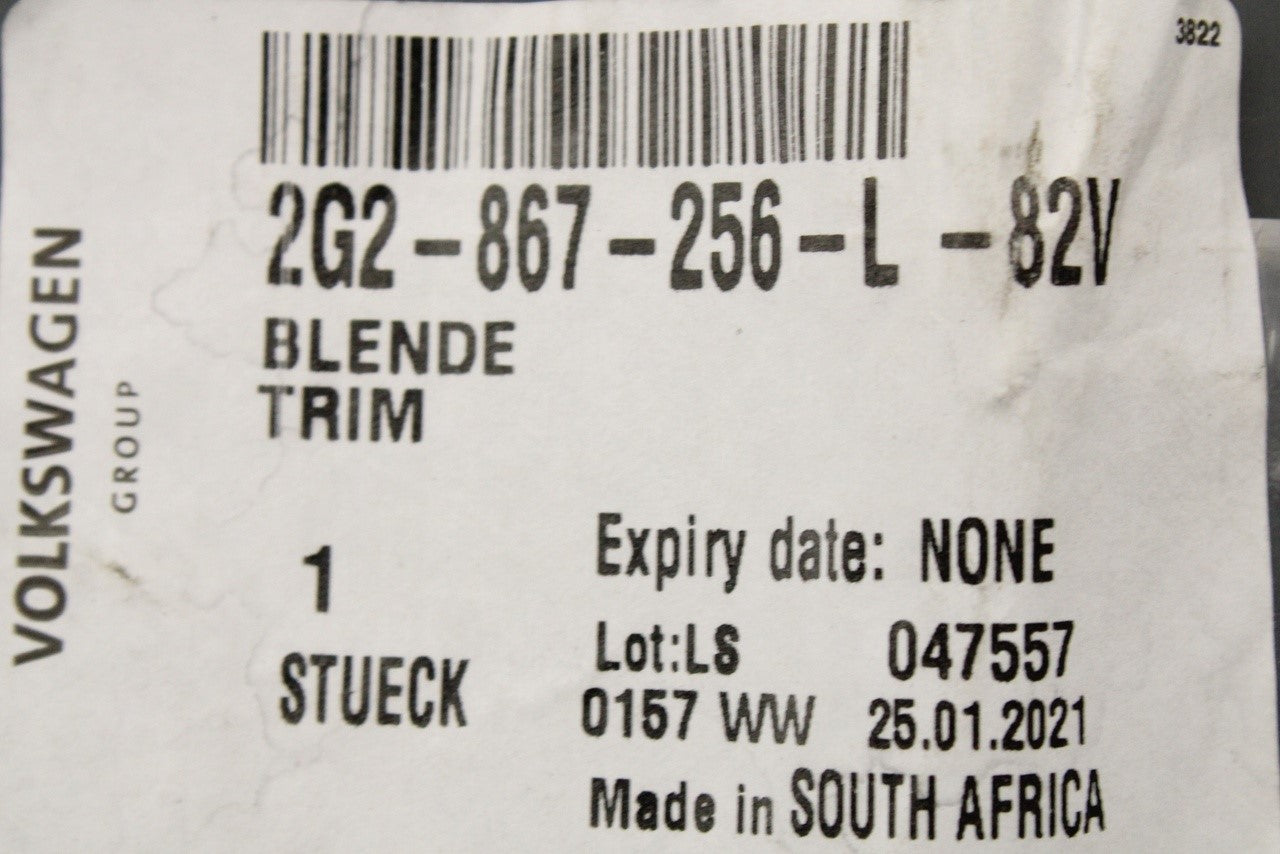 3822
2G2-867-256-L -82V
BLENDE
TRIM
VOLKSWAGEN
GROUP
1
STUECK
Expiry date: NONE
Lot:LS 047557
0157 WW 25.01.2021
Made in SOUTH AFRICA